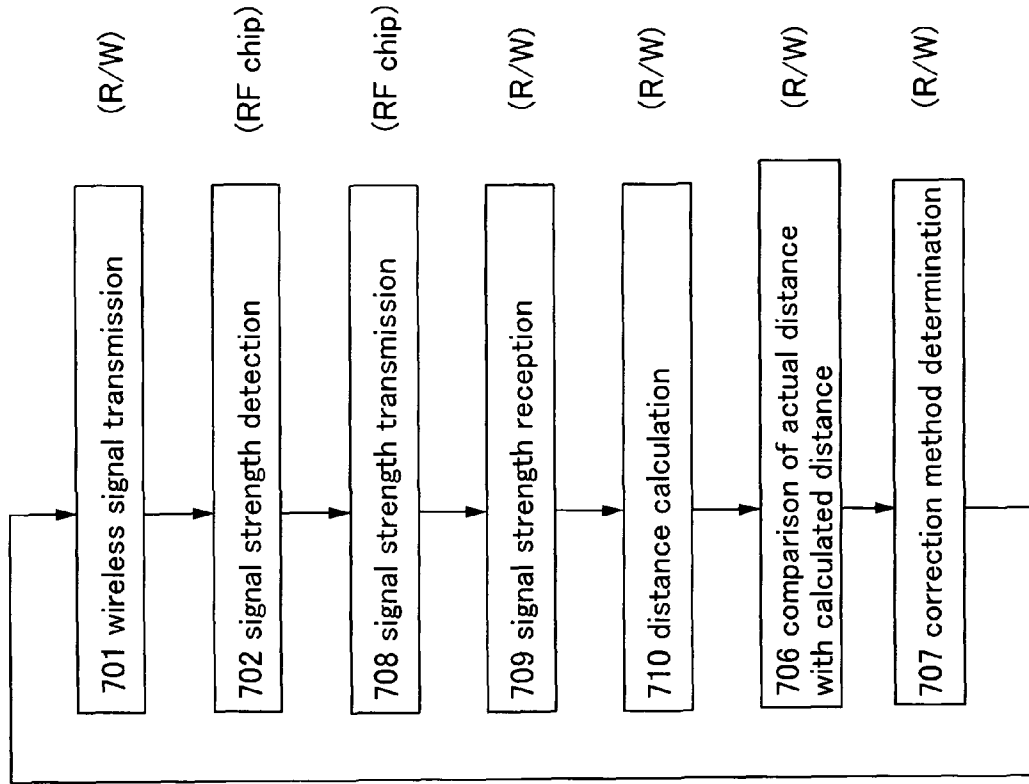 701 wireless signal transmission
(R/W)
702 signal strength detection
(RF chip)
708 signal strength transmission
(RF chip)
709 signal strength reception
(R/W)
710 distance calculation
(R/W)
706 comparison of actual distance
with calculated distance
(R/W)
707 correction method determination
(R/W)